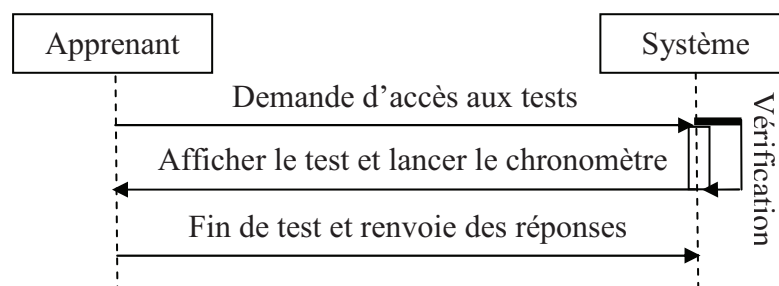 Apprenant
Système
Demande d’accès aux tests
Vérification
Afficher le test et lancer le chronomètre
Fin de test et renvoie des réponses